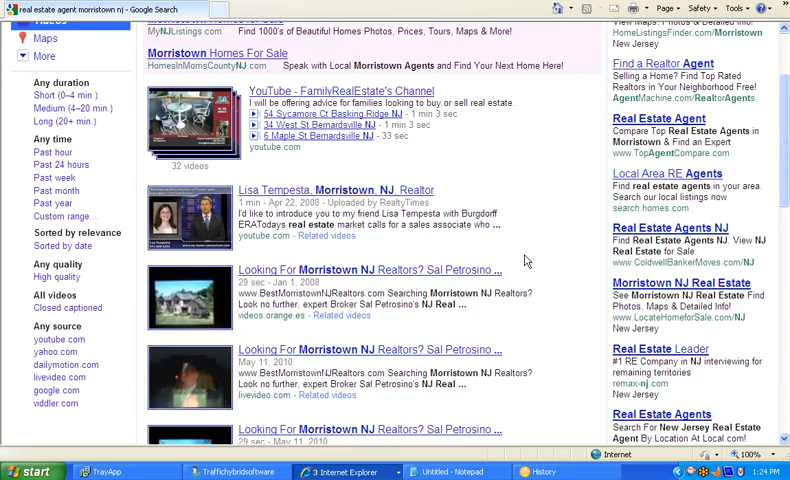 real estate agent morristown nj - Google Search
Page
Safety
Tools
Videos
Maps
More
Any duration
Short (0–4 min.)
Medium (4–20 min.)
Long (20+ min.)
Any time
Past hour
Past 24 hours
Past week
Past month
Past year
Custom range...
Sorted by relevance
Sorted by date
Any quality
High quality
All videos
Closed captioned
Any source
youtube.com
yahoo.com
dailymotion.com
livevideo.com
google.com
viddler.com
Morristown Homes For Sale
MyNJListings.com Find 1000's of Beautiful Homes Photos, Prices, Tours, Maps & More!
Morristown Homes For Sale
HomesInMorrisCountyNJ.com Speak with Local Morristown Agents and Find Your Next Home Here!
YouTube - FamilyRealEstate's Channel
I will be offering advice for families looking to buy or sell real estate.
54 Sycamore Ct Basking Ridge NJ - 1 min 3 sec
34 West St Bernardsville NJ - 1 min 3 sec
6 Maple St Bernardsville NJ - 33 sec
youtube.com
32 videos
Lisa Tempesta, Morristown, NJ, Realtor
1 min - Apr 22, 2008 - Uploaded by RealtyTimes
I'd like to introduce you to my friend Lisa Tempesta with Burgdorff
ERATodays real estate market calls for a sales associate who ...
youtube.com - Related videos
Looking For Morristown NJ Realtors? Sal Petrosino ...
29 sec - Jan 1, 2008
www.BestMorristownNJRealtors.com Searching Morristown NJ Realtors?
Look no further, expert Broker Sal Petrosino's NJ Real ...
videos.orange.es - Related videos
Looking For Morristown NJ Realtors? Sal Petrosino ...
May 11, 2010
www.BestMorristownNJRealtors.com Searching Morristown NJ Realtors?
Look no further, expert Broker Sal Petrosino's NJ Real ...
livevideo.com - Related videos
Looking For Morristown NJ Realtors? Sal Petrosino ...
29 sec - May 11, 2010
View Maps, Photos & Detailed Info!
HomeListingsFinder.com/Morristown
New Jersey
Find a Realtor Agent
Selling a Home? Find Top Rated
Realtors in Your Neighborhood Free!
AgentMachine.com/RealtorAgents
Real Estate Agent
Compare Top Real Estate Agents in
Morristown & Find an Expert
www.TopAgentCompare.com
Local Area RE Agents
Find real estate agents in your area.
Search our local listings now
search.homes.com
Real Estate Agents NJ
Find Real Estate Agents NJ. View NJ
Real Estate for Sale.
www.ColdwellBankerMoves.com/NJ
Morristown NJ Real Estate
See Morristown NJ Real Estate Find
Photos, Maps & Detailed Info!
www.LocateHomeforSale.com/NJ
New Jersey
Real Estate Leader
#1 RE Company in NJ interviewing for
remaining territories
remax-nj.com
New Jersey
Real Estate Agents
Search For New Jersey Real Estate
Agent By Location At Local.com!
Internet
100%
start
TrayApp
Traffichybridsoftware
3 Internet Explorer
Untitled - Notepad
History
1:24 PM